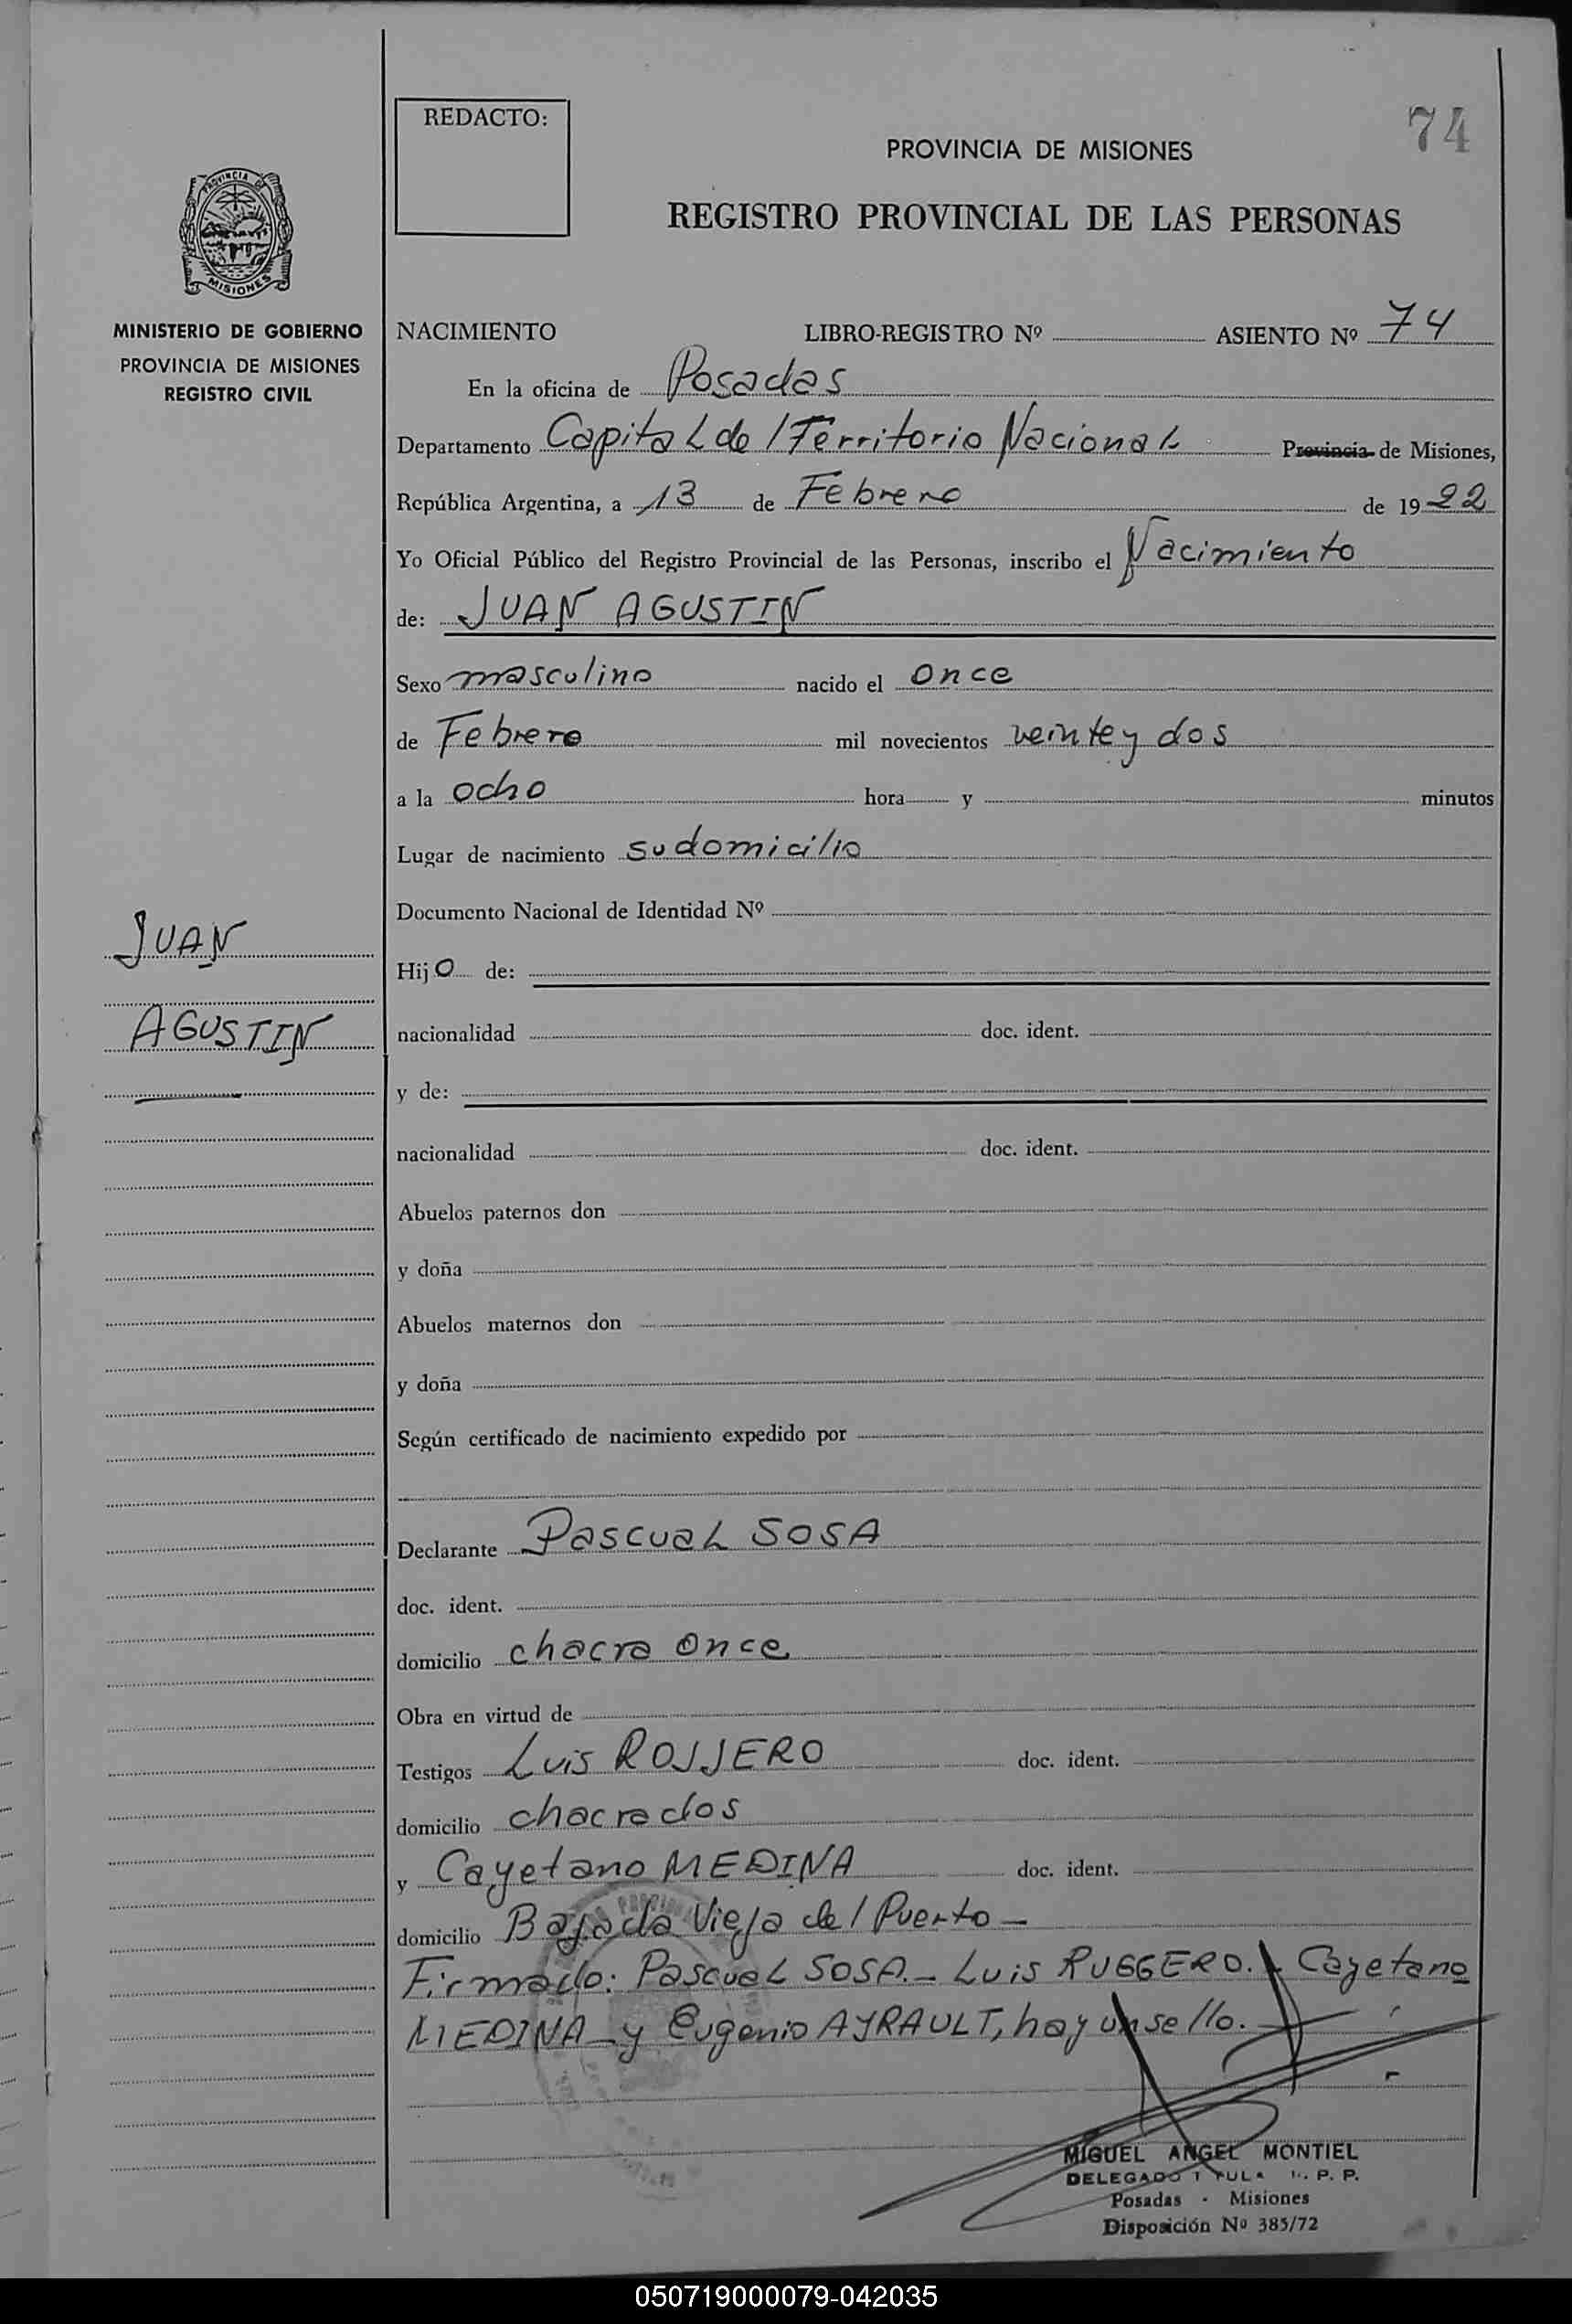 REDACTO:
74
PROVINCIA DE MISIONES
REGISTRO PROVINCIAL DE LAS PERSONAS
PROVINCIA DE
MISIONES
MINISTERIO DE GOBIERNO
PROVINCIA DE MISIONES
REGISTRO CIVIL
JUAN
AGUSTIN
NACIMIENTO LIBRO-REGISTRO Nº ASIENTO Nº 74
En la oficina de Posadas
Departamento Capital del Territorio Nacional Provincia de Misiones,
República Argentina, a 13 de Febrero de 1922
Yo Oficial Público del Registro Provincial de las Personas, inscribo el Nacimiento
de: JUAN AGUSTIN
Sexo masculino nacido el once
de Febrero mil novecientos veinte y dos
a la ocho hora y minutos
Lugar de nacimiento su domicilio
Documento Nacional de Identidad Nº
Hijo de:
nacionalidad doc. ident.
y de:
nacionalidad doc. ident.
Abuelos paternos don
y doña
Abuelos maternos don
y doña
Según certificado de nacimiento expedido por
Declarante Pascual SOSA
doc. ident.
domicilio chacra once
Obra en virtud de
Testigos Luis ROJJERO doc. ident.
domicilio chacra dos
y Cayetano MEDINA doc. ident.
domicilio Bajada Vieja del Puerto -
Firmado: Pascual SOSA.- Luis RUGGERO.- Cayetano
MEDINA y Eugenio AYRAULT, hay un sello.-
MIGUEL ANGEL MONTIEL
DELEGADO P. P.
Posadas - Misiones
Disposición Nº 385/72
050719000079-042035